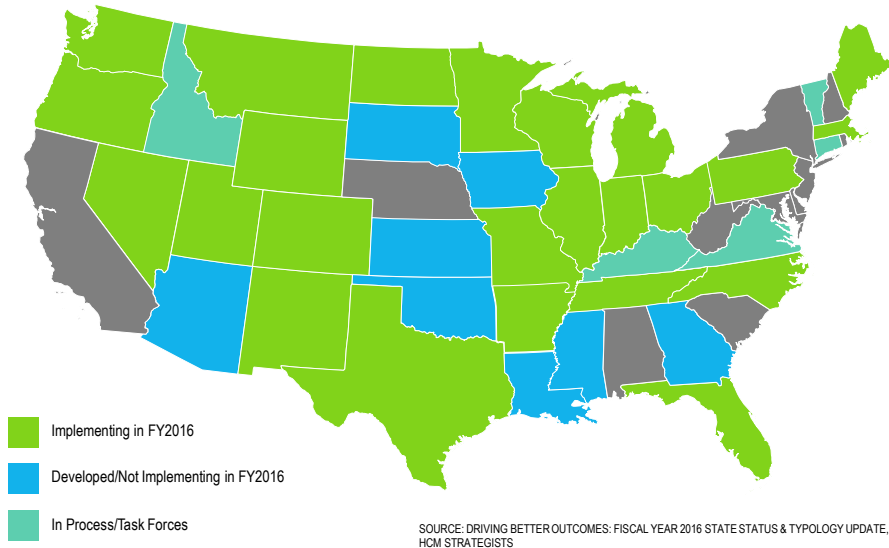 Implementing in FY2016
Developed/Not Implementing in FY2016
In Process/Task Forces
SOURCE: DRIVING BETTER OUTCOMES: FISCAL YEAR 2016 STATE STATUS & TYPOLOGY UPDATE,
HCM STRATEGISTS